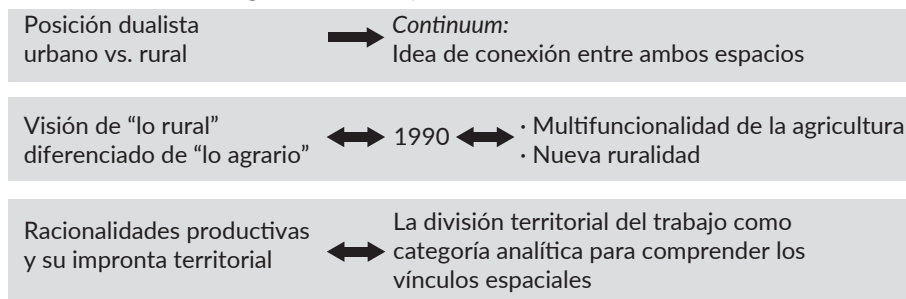 Posición dualista
urbano vs. rural
Continuum:
Idea de conexión entre ambos espacios
Visión de “lo rural”
diferenciado de “lo agrario”
1990
· Multifuncionalidad de la agricultura
· Nueva ruralidad
Racionalidades productivas
y su impronta territorial
La división territorial del trabajo como
categoría analítica para comprender los
vínculos espaciales